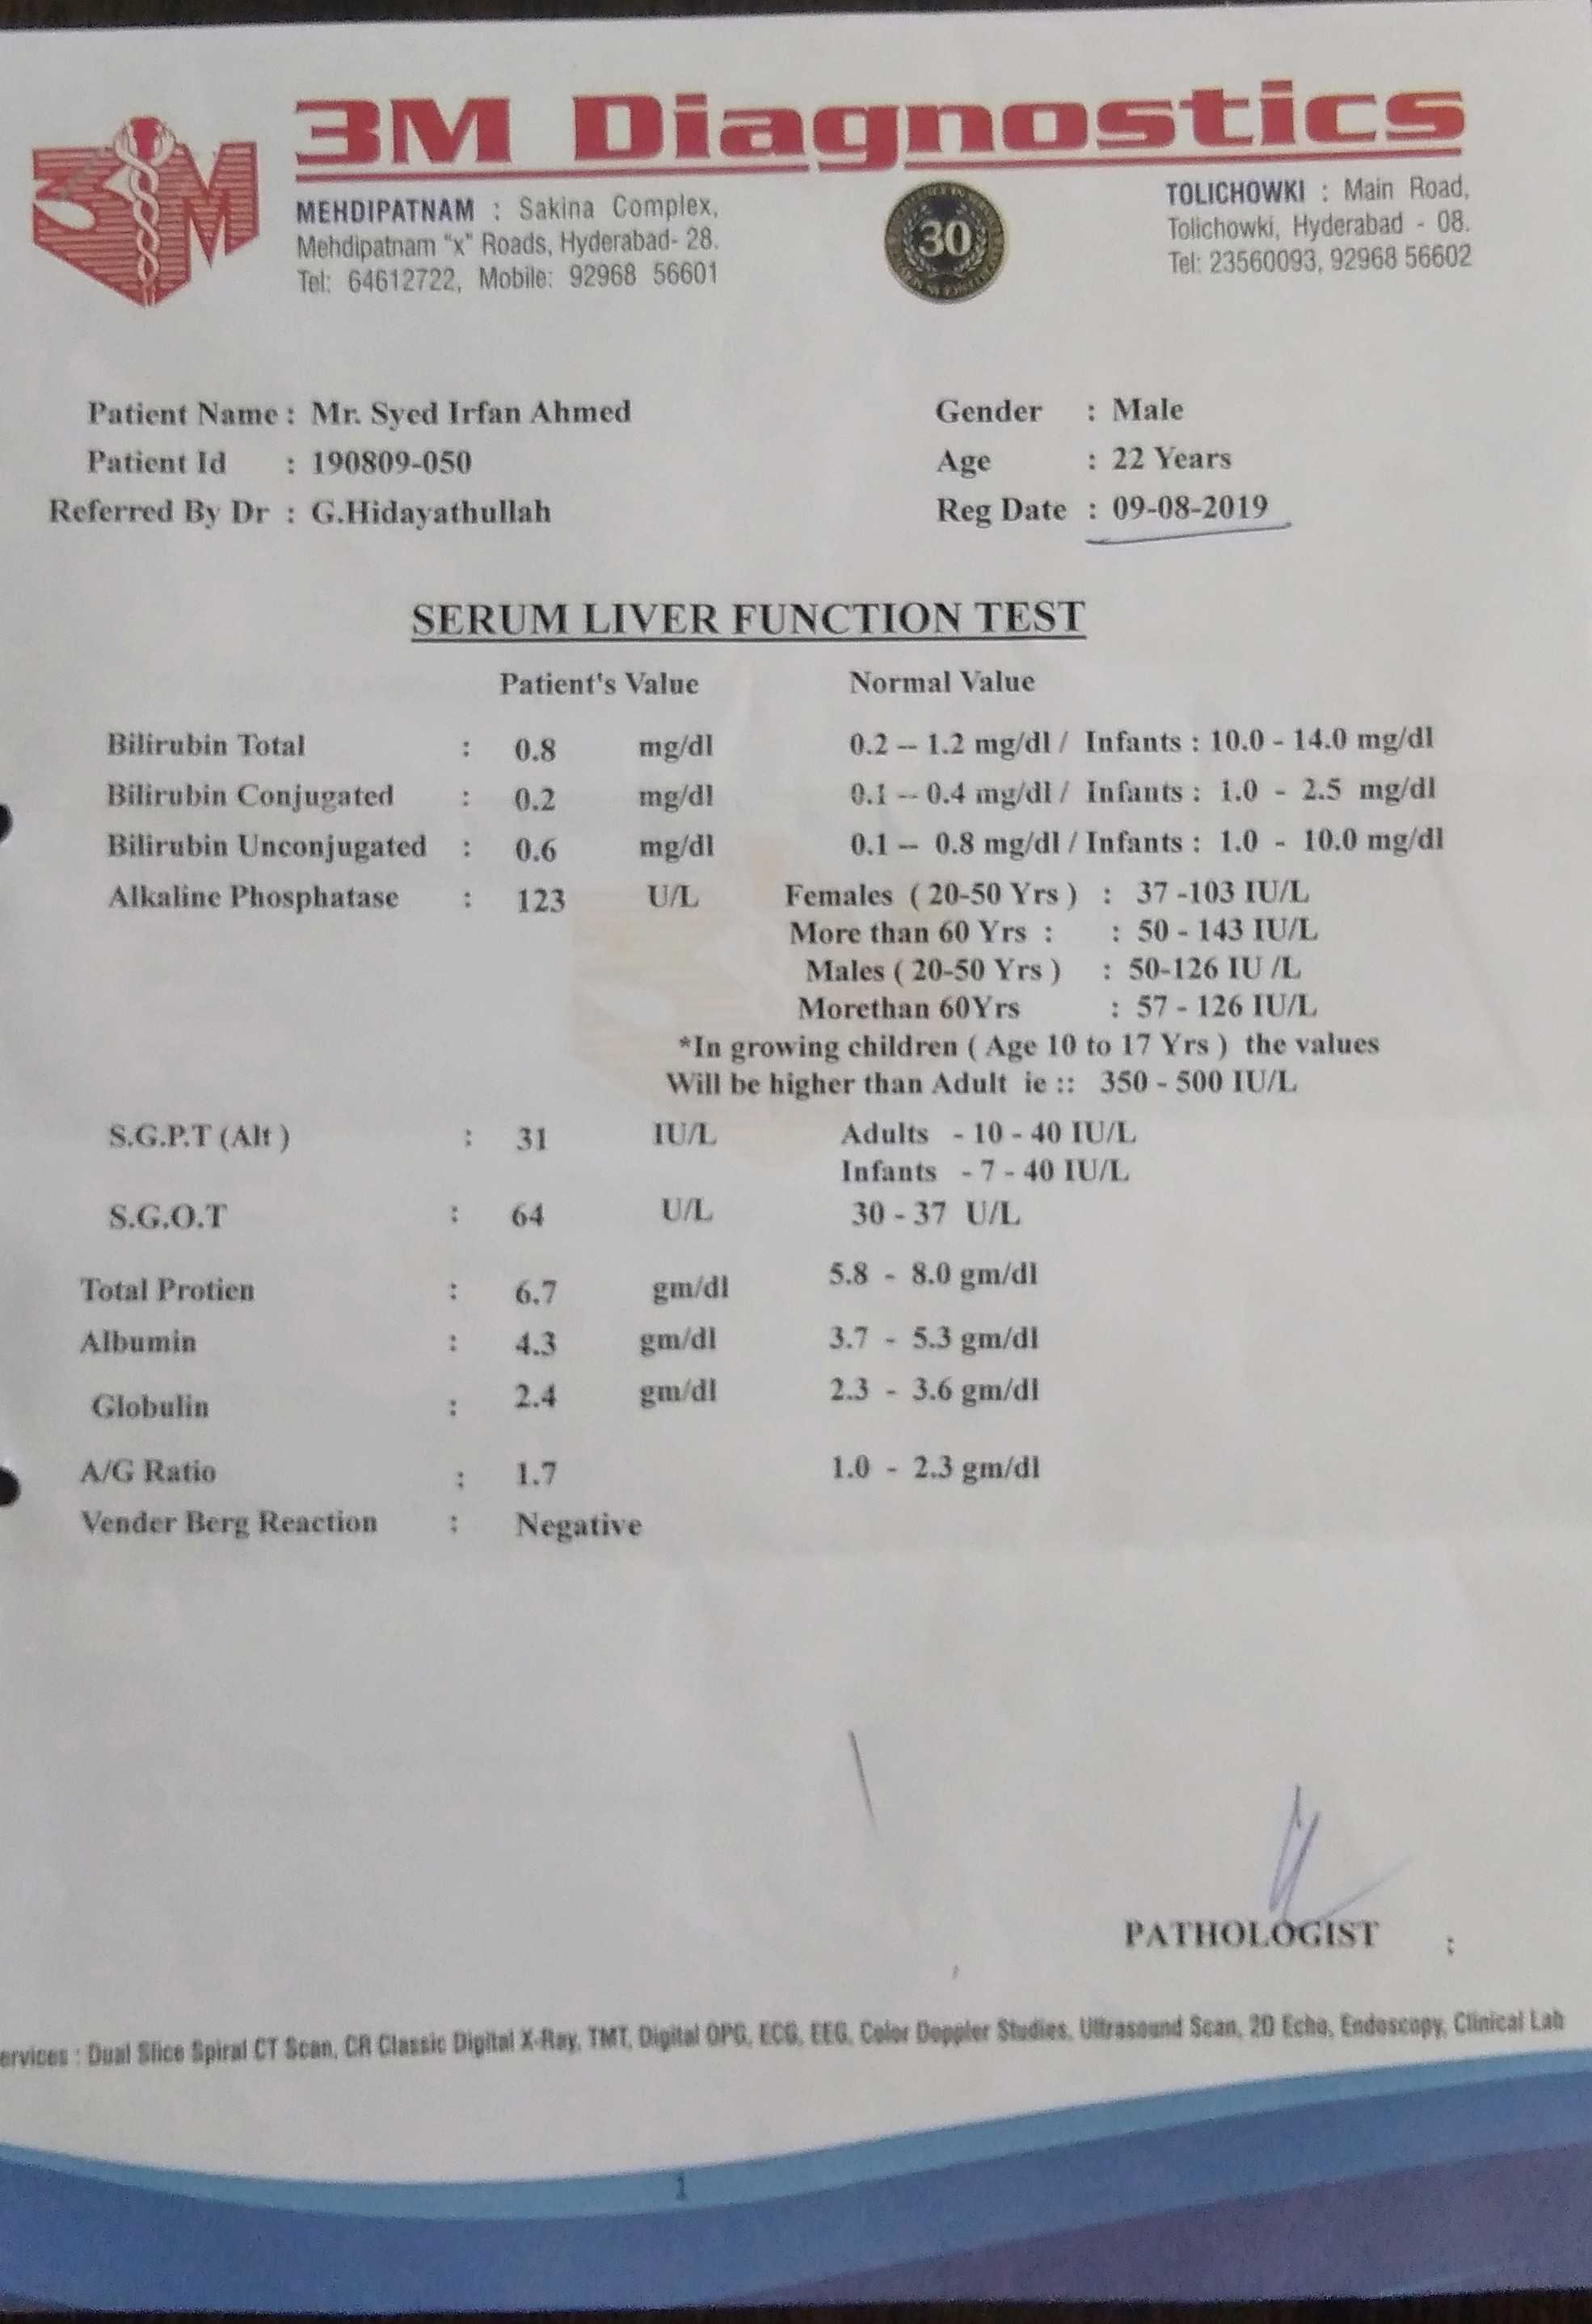 3M Diagnostics
3M
MEHDIPATNAM : Sakina Complex,
Mehdipatnam "x" Roads, Hyderabad- 28.
Tel: 64612722, Mobile: 92968 56601
30
TOLICHOWKI : Main Road,
Tolichowki, Hyderabad - 08.
Tel: 23560093, 92968 56602
Patient Name : Mr. Syed Irfan Ahmed Gender : Male
Patient Id : 190809-050 Age : 22 Years
Referred By Dr : G.Hidayathullah Reg Date : 09-08-2019
SERUM LIVER FUNCTION TEST
Patient's Value Normal Value
Bilirubin Total : 0.8 mg/dl 0.2 – 1.2 mg/dl / Infants : 10.0 - 14.0 mg/dl
Bilirubin Conjugated : 0.2 mg/dl 0.1 – 0.4 mg/dl / Infants : 1.0 - 2.5 mg/dl
Bilirubin Unconjugated : 0.6 mg/dl 0.1 – 0.8 mg/dl / Infants : 1.0 - 10.0 mg/dl
Alkaline Phosphatase : 123 U/L Females ( 20-50 Yrs ) : 37 -103 IU/L
More than 60 Yrs : : 50 - 143 IU/L
Males ( 20-50 Yrs ) : 50-126 IU /L
Morethan 60Yrs : 57 - 126 IU/L
*In growing children ( Age 10 to 17 Yrs ) the values
Will be higher than Adult ie :: 350 - 500 IU/L
S.G.P.T (Alt ) : 31 IU/L Adults - 10 - 40 IU/L
Infants - 7 - 40 IU/L
S.G.O.T : 64 U/L 30 - 37 U/L
Total Protien : 6.7 gm/dl 5.8 - 8.0 gm/dl
Albumin : 4.3 gm/dl 3.7 - 5.3 gm/dl
Globulin : 2.4 gm/dl 2.3 - 3.6 gm/dl
A/G Ratio : 1.7 1.0 - 2.3 gm/dl
Vender Berg Reaction : Negative
PATHOLOGIST :
ervices : Dual Slice Spiral CT Scan, CR Classic Digital X-Ray, TMT, Digital OPG, ECG, EEG, Color Doppler Studies, Ultrasound Scan, 2D Echo, Endoscopy, Clinical Lab
1